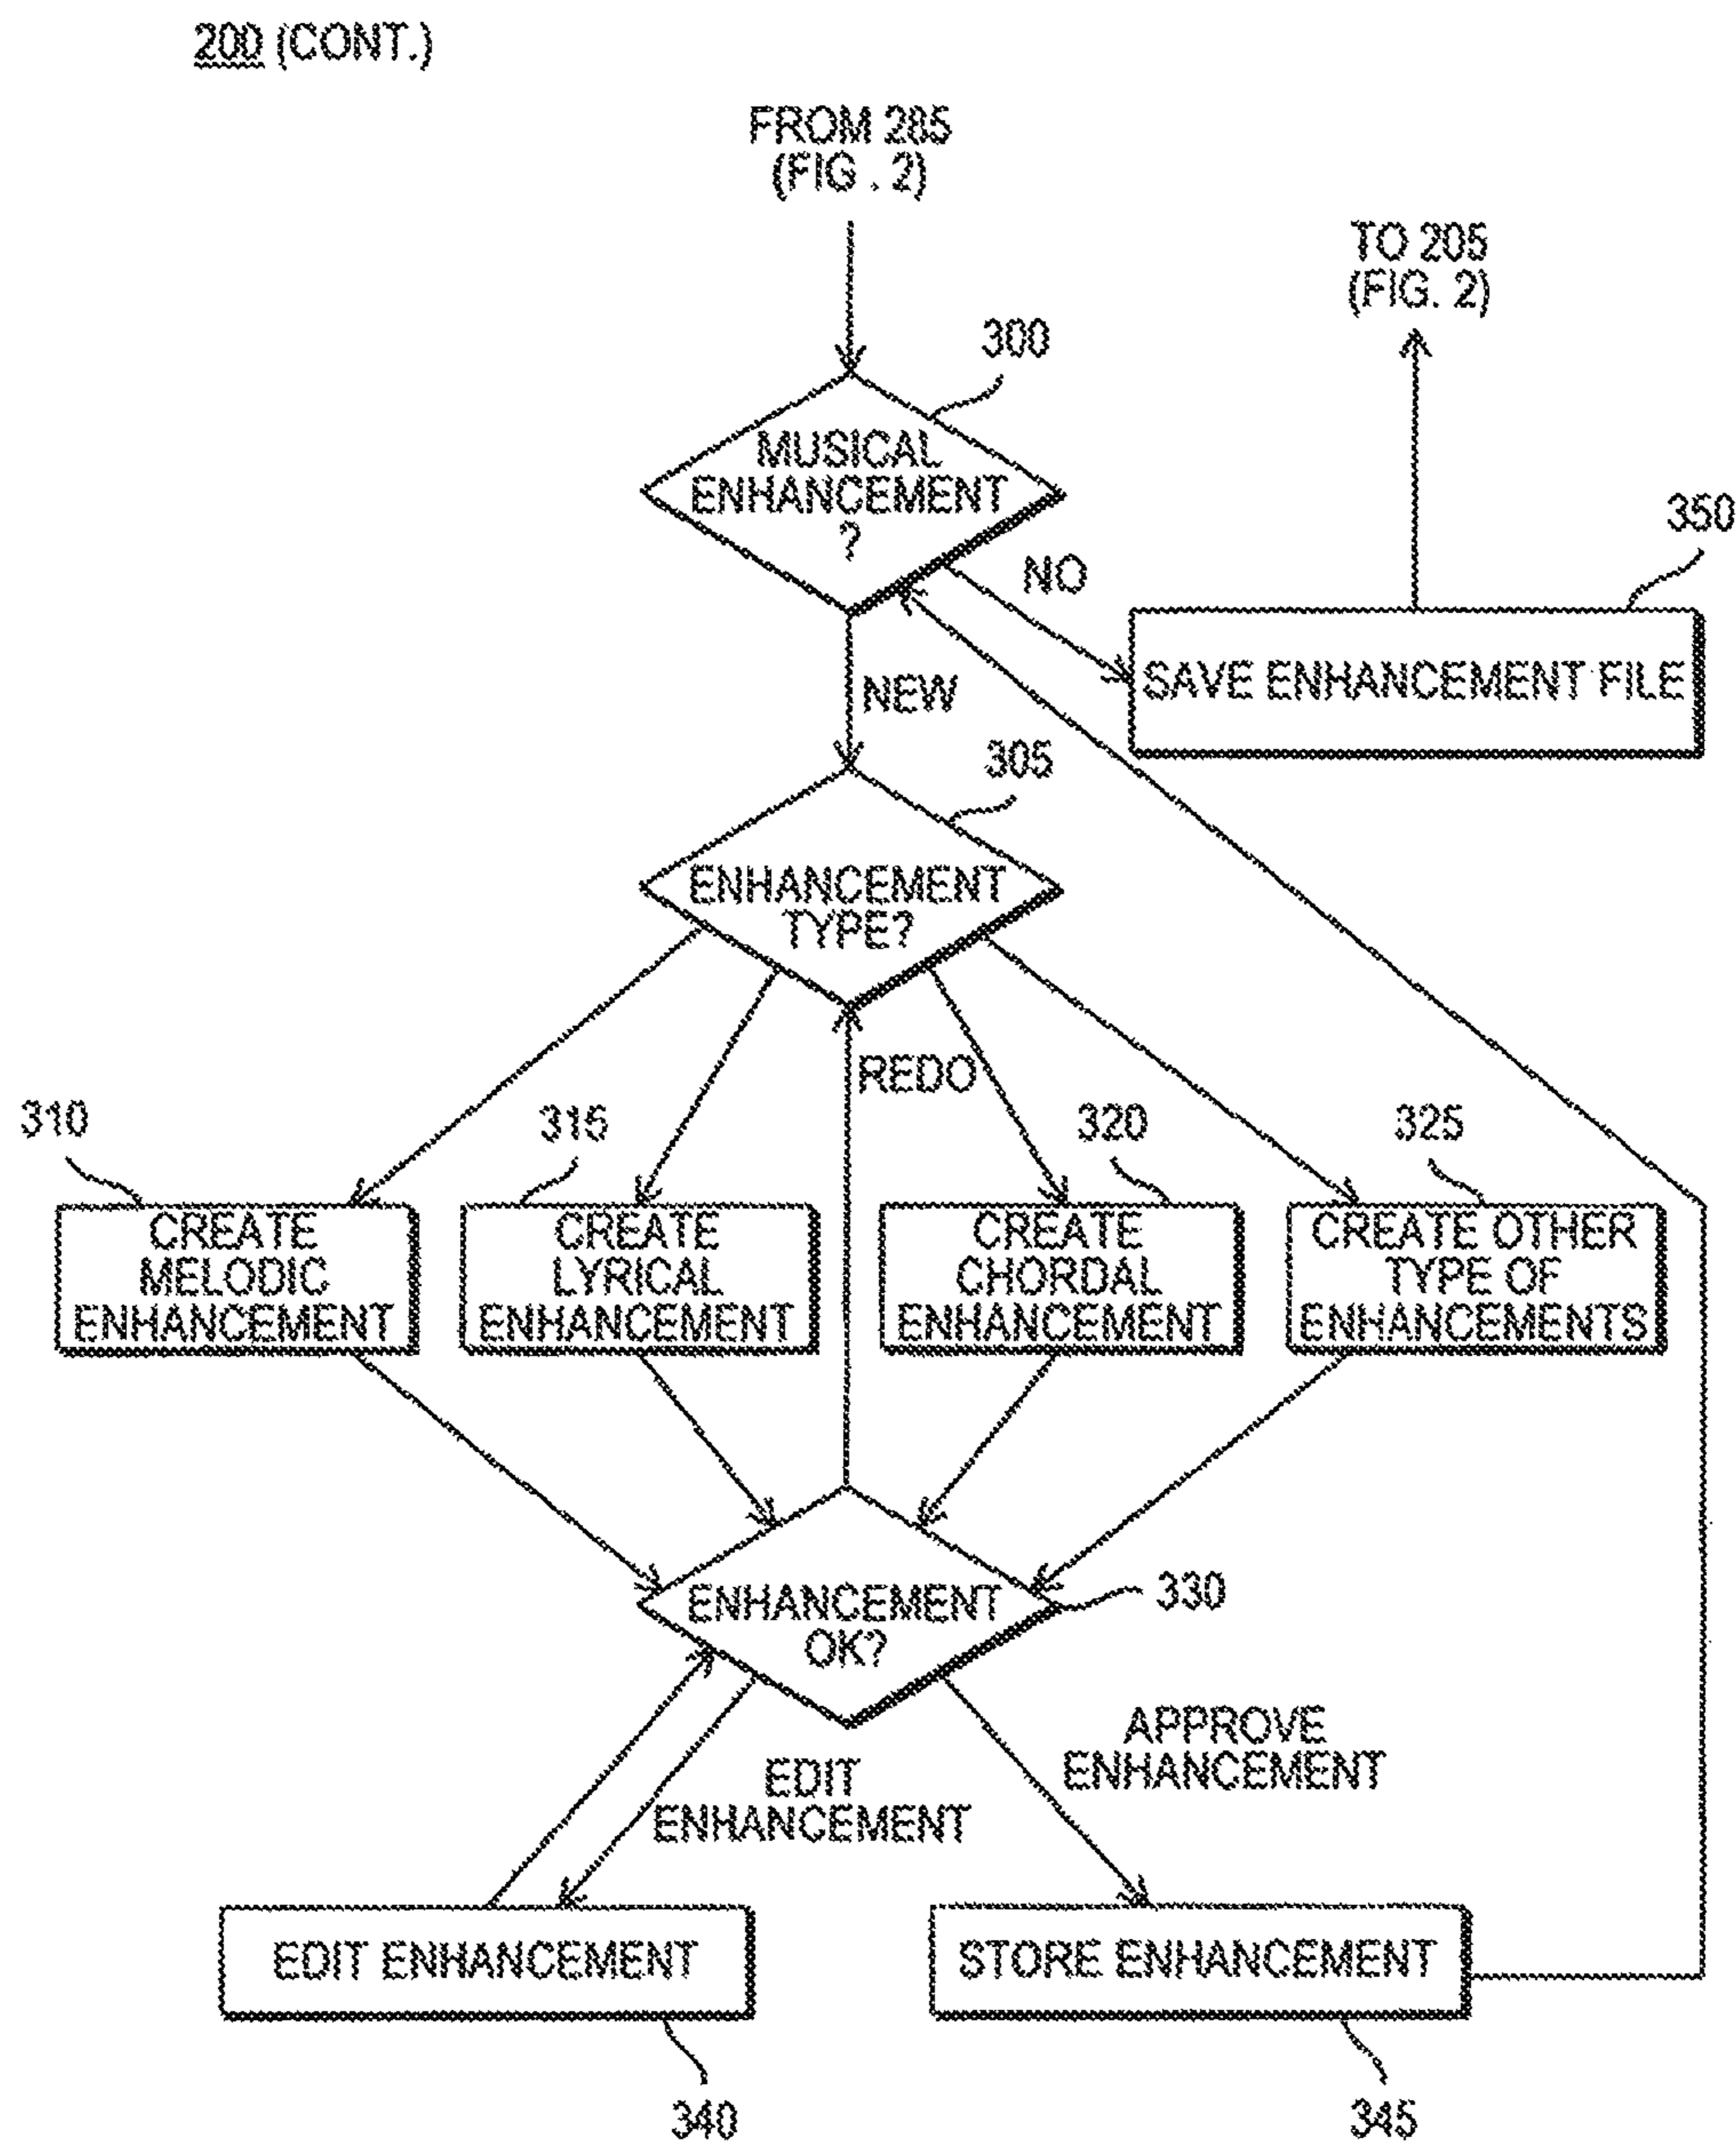 200 (CONT.)
FROM 285
(FIG . 2)
TO 205
(FIG. 2)
300
MUSICAL
ENHANCEMENT
?
350
NO
SAVE ENHANCEMENT FILE
NEW
305
ENHANCEMENT
TYPE?
REDO
310
315
320
325
CREATE
MELODIC
ENHANCEMENT
CREATE
LYRICAL
ENHANCEMENT
CREATE
CHORDAL
ENHANCEMENT
CREATE OTHER
TYPE OF
ENHANCEMENTS
ENHANCEMENT
OK?
330
APPROVE
ENHANCEMENT
EDIT
ENHANCEMENT
EDIT ENHANCEMENT
STORE ENHANCEMENT
340
345